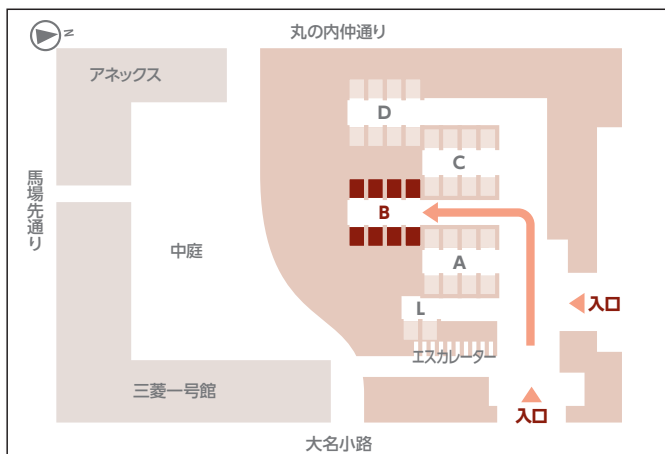 N
丸の内仲通り
アネックス
D
C
馬場先通り
B
中庭
A
L
入口
エスカレーター
三菱一号館
入口
大名小路